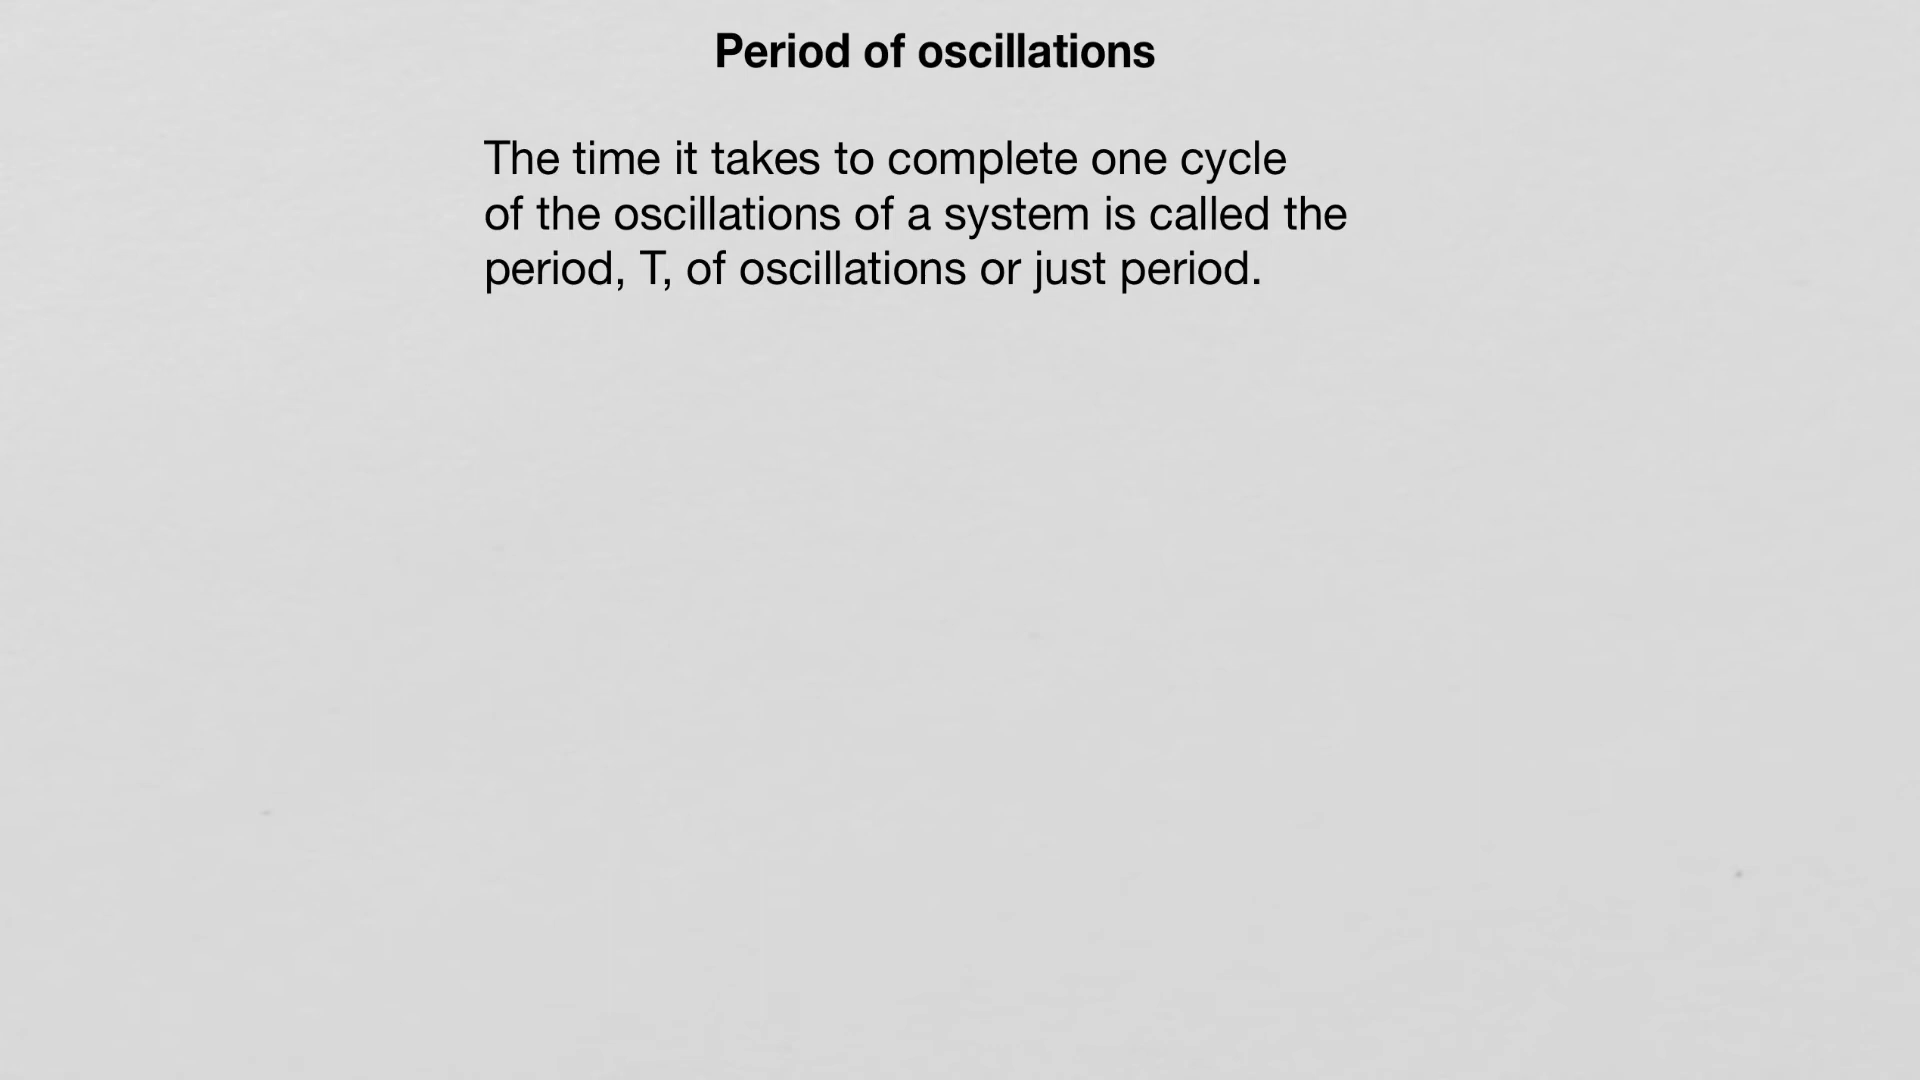 Period of oscillations
The time it takes to complete one cycle
of the oscillations of a system is called the
period, T, of oscillations or just period.